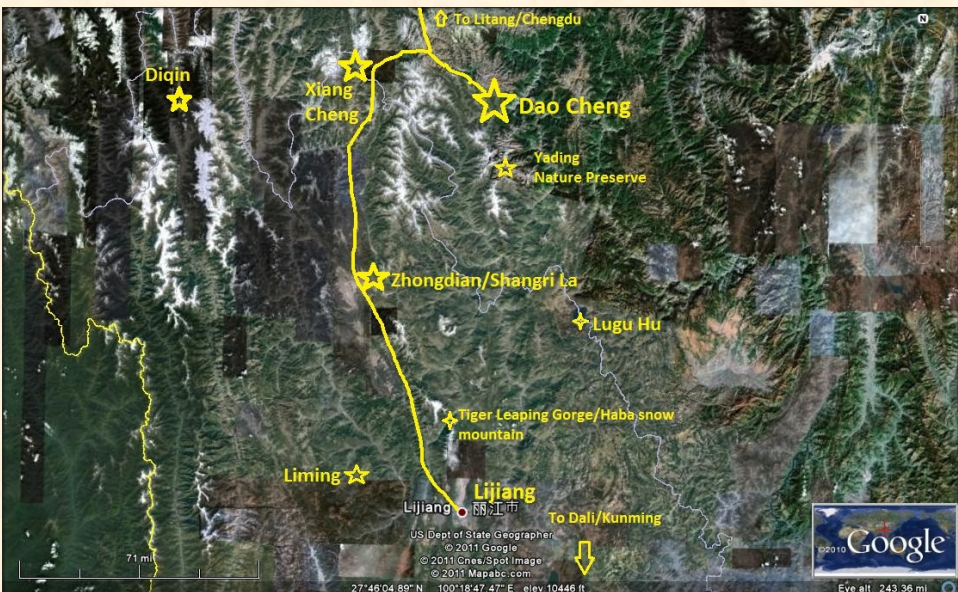 To Litang/Chengdu
N
Diqin
Xiang
Cheng
Dao Cheng
Yading
Nature Preserve
Zhongdian/Shangri La
Lugu Hu
Tiger Leaping Gorge/Haba snow
mountain
Liming
Lijiang
Lijiang 丽江市
To Dali/Kunming
US Dept of State Geographer
© 2011 Google
© 2011 Cnes/Spot Image
© 2011 Mapabc.com
71 mi
©2010 Google
27°46'04.89" N 100°18'47.47" E elev 10446 ft
Eye alt 243.36 mi